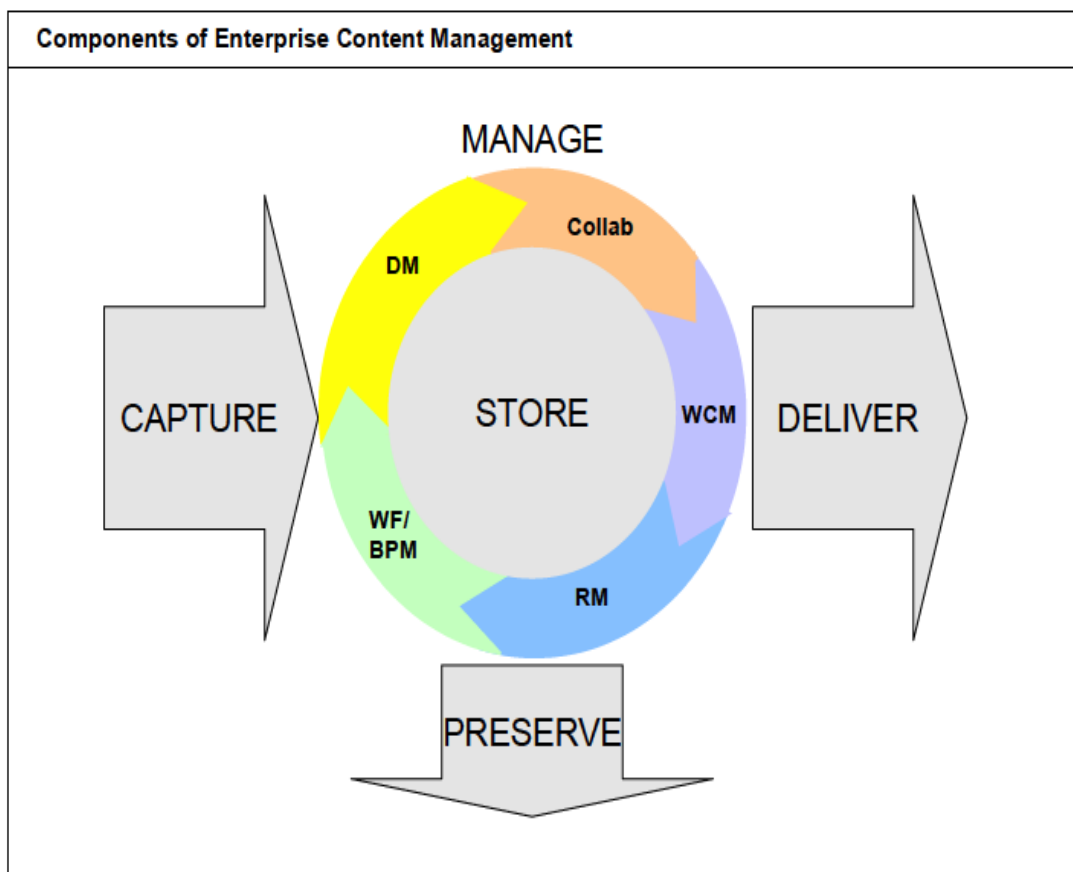 Components of Enterprise Content Management
MANAGE
Collab
DM
CAPTURE
STORE
WCM
DELIVER
WF/
BPM
RM
PRESERVE